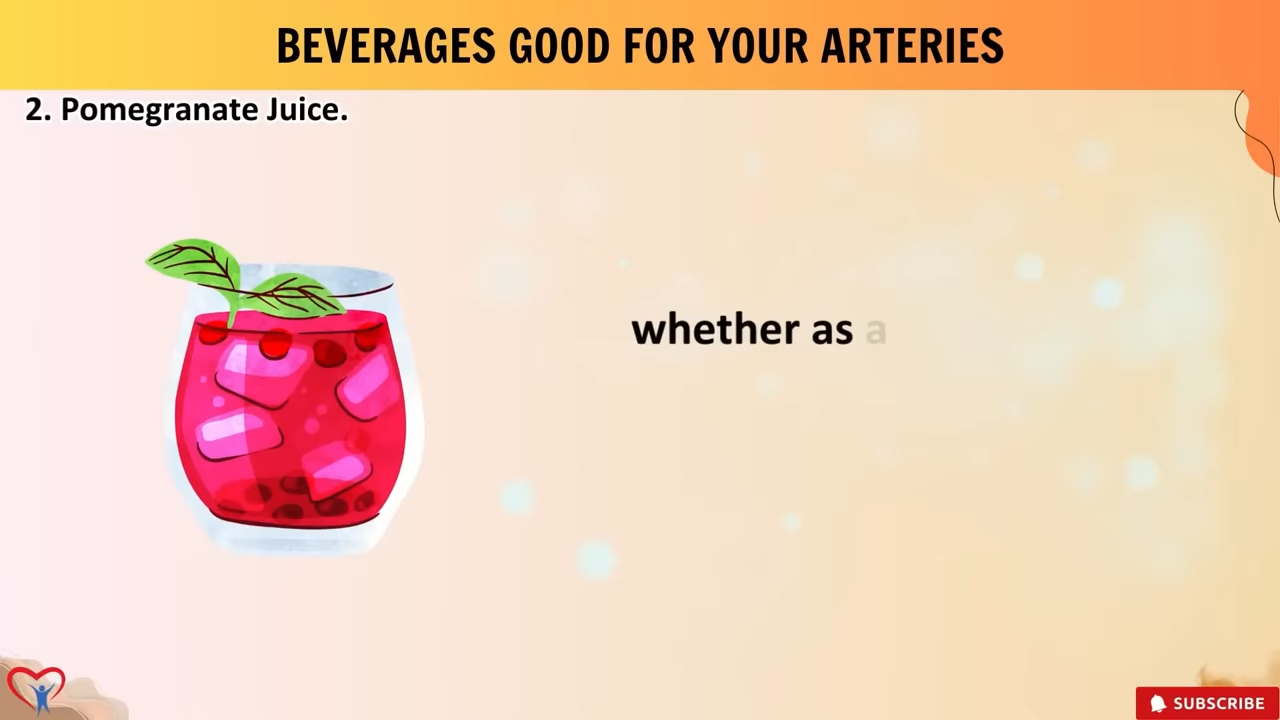 BEVERAGES GOOD FOR YOUR ARTERIES
2. Pomegranate Juice.
whether as a
SUBSCRIBE